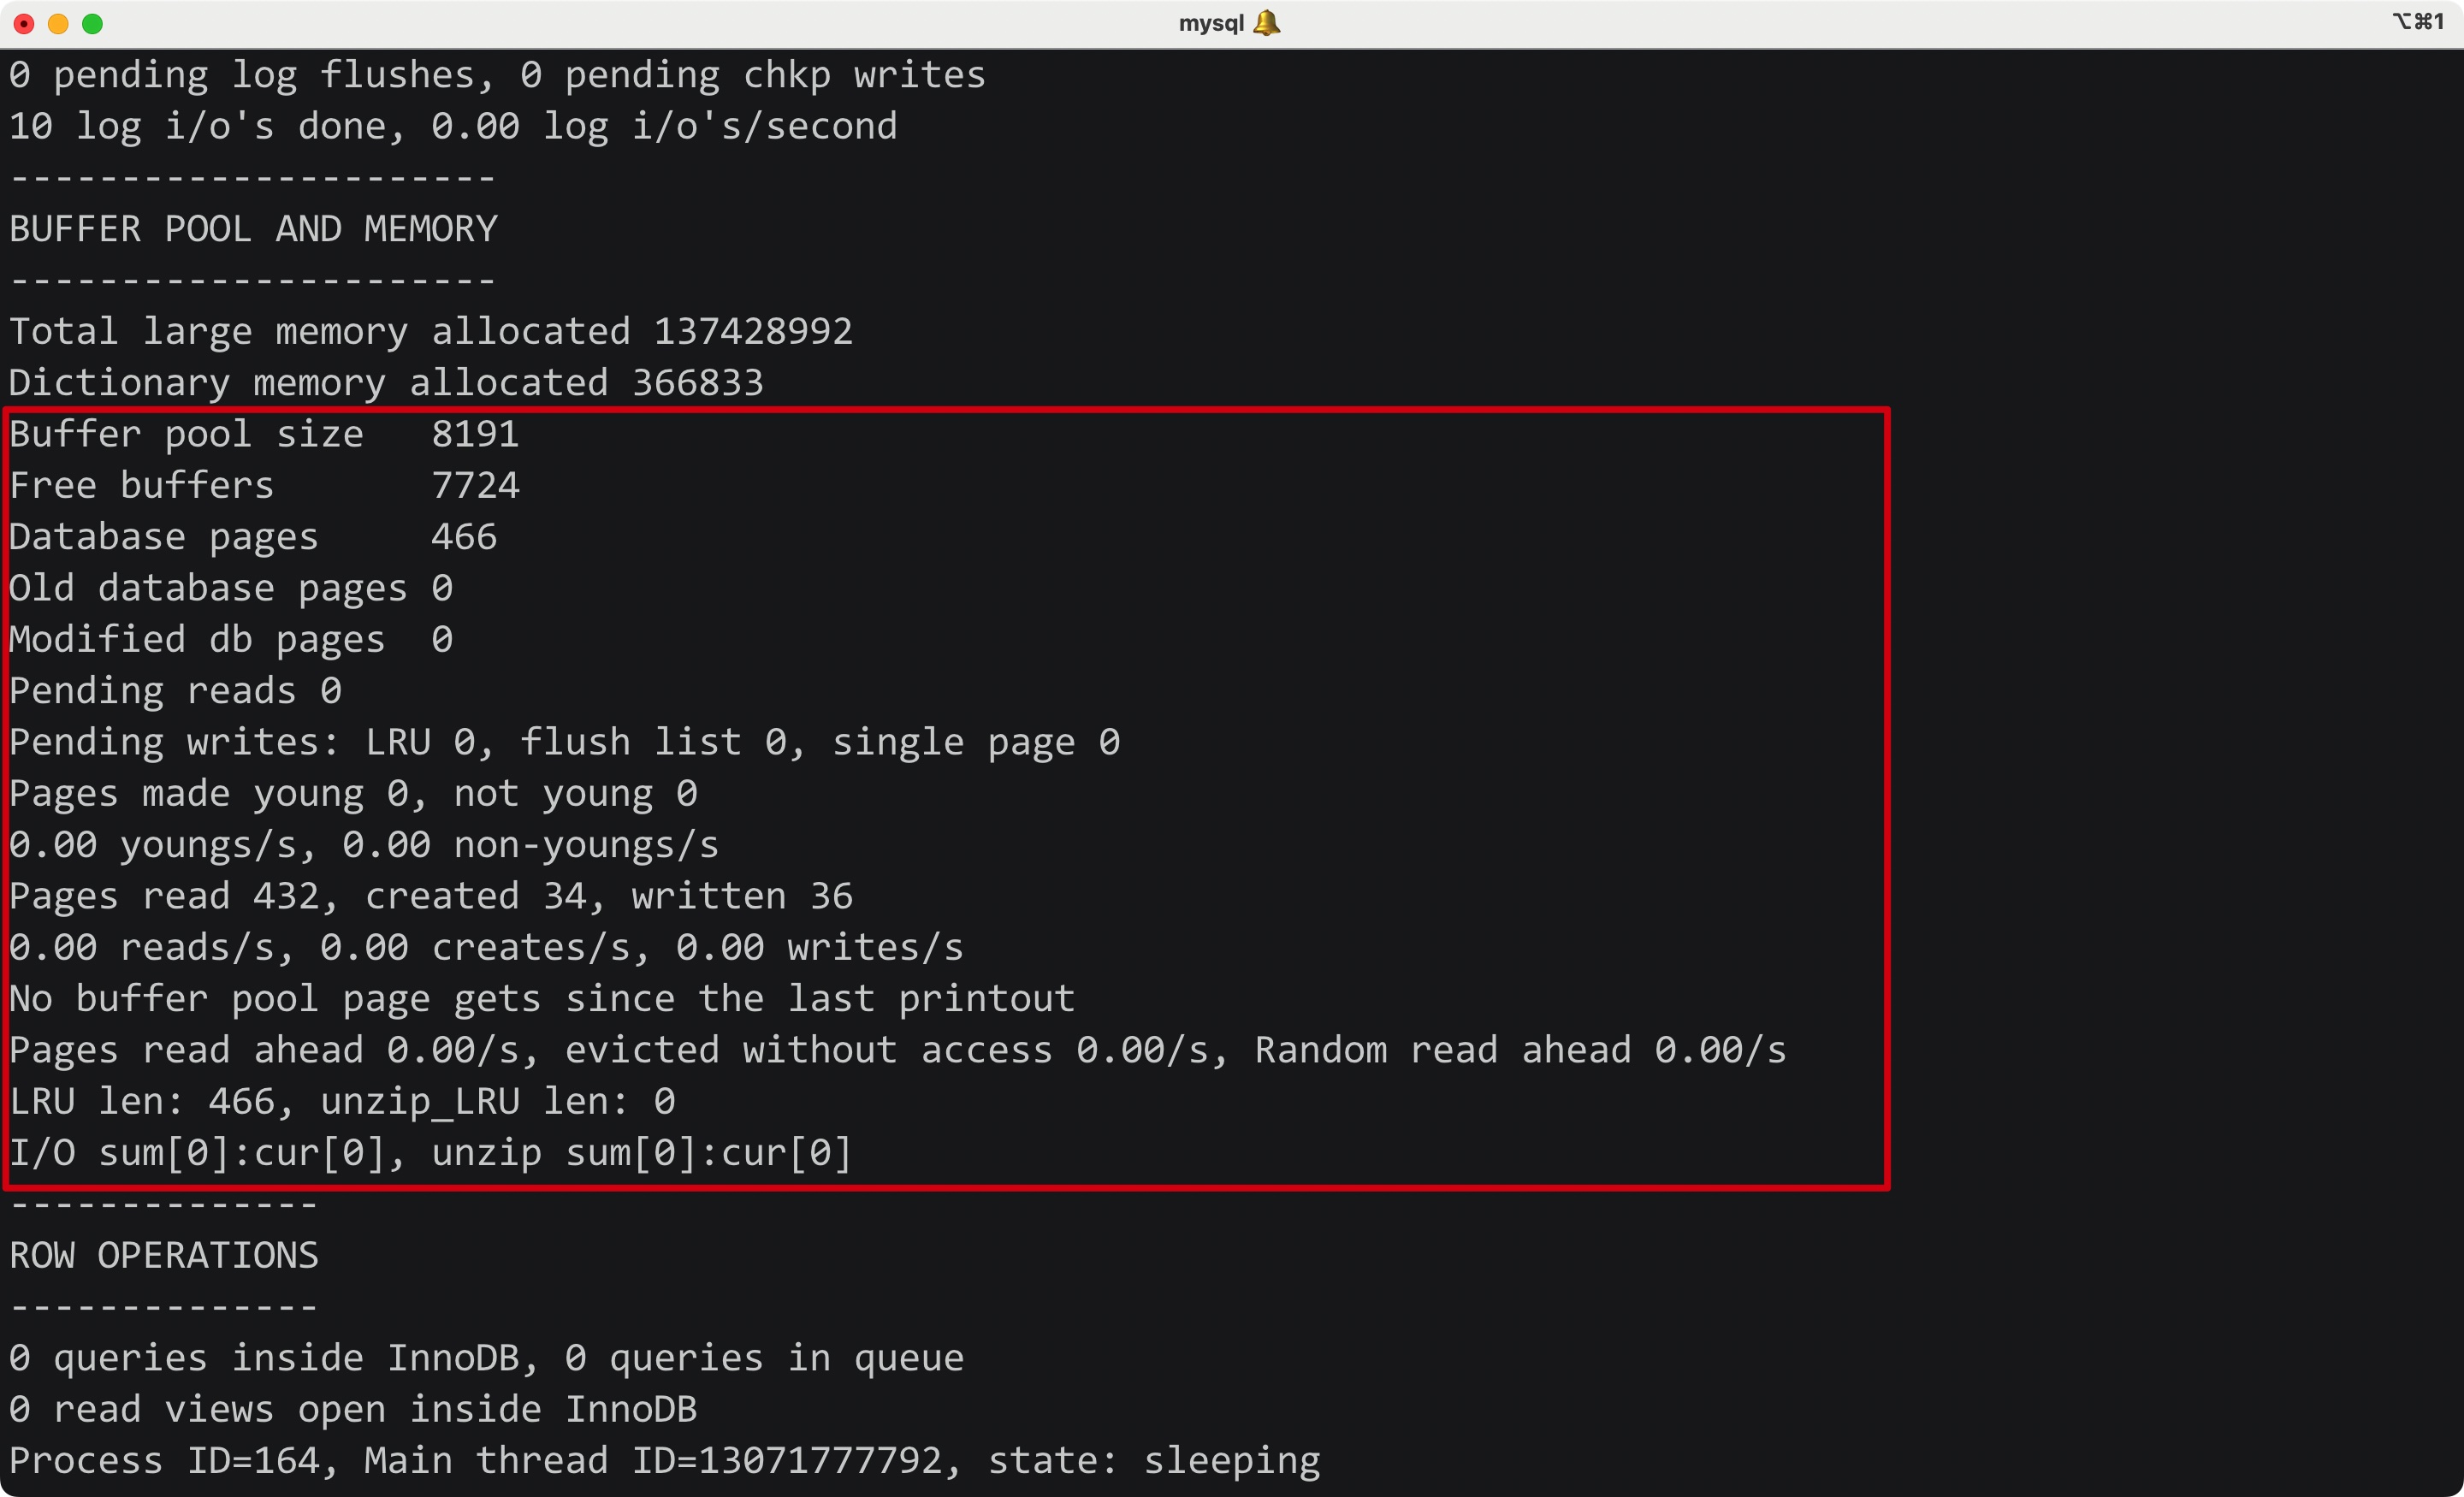 mysql 🔔
⌥⌘1
0 pending log flushes, 0 pending chkp writes
10 log i/o's done, 0.00 log i/o's/second
----------------------
BUFFER POOL AND MEMORY
----------------------
Total large memory allocated 137428992
Dictionary memory allocated 366833
Buffer pool size   8191
Free buffers       7724
Database pages     466
Old database pages 0
Modified db pages  0
Pending reads 0
Pending writes: LRU 0, flush list 0, single page 0
Pages made young 0, not young 0
0.00 youngs/s, 0.00 non-youngs/s
Pages read 432, created 34, written 36
0.00 reads/s, 0.00 creates/s, 0.00 writes/s
No buffer pool page gets since the last printout
Pages read ahead 0.00/s, evicted without access 0.00/s, Random read ahead 0.00/s
LRU len: 466, unzip_LRU len: 0
I/O sum[0]:cur[0], unzip sum[0]:cur[0]
--------------
ROW OPERATIONS
--------------
0 queries inside InnoDB, 0 queries in queue
0 read views open inside InnoDB
Process ID=164, Main thread ID=13071777792, state: sleeping